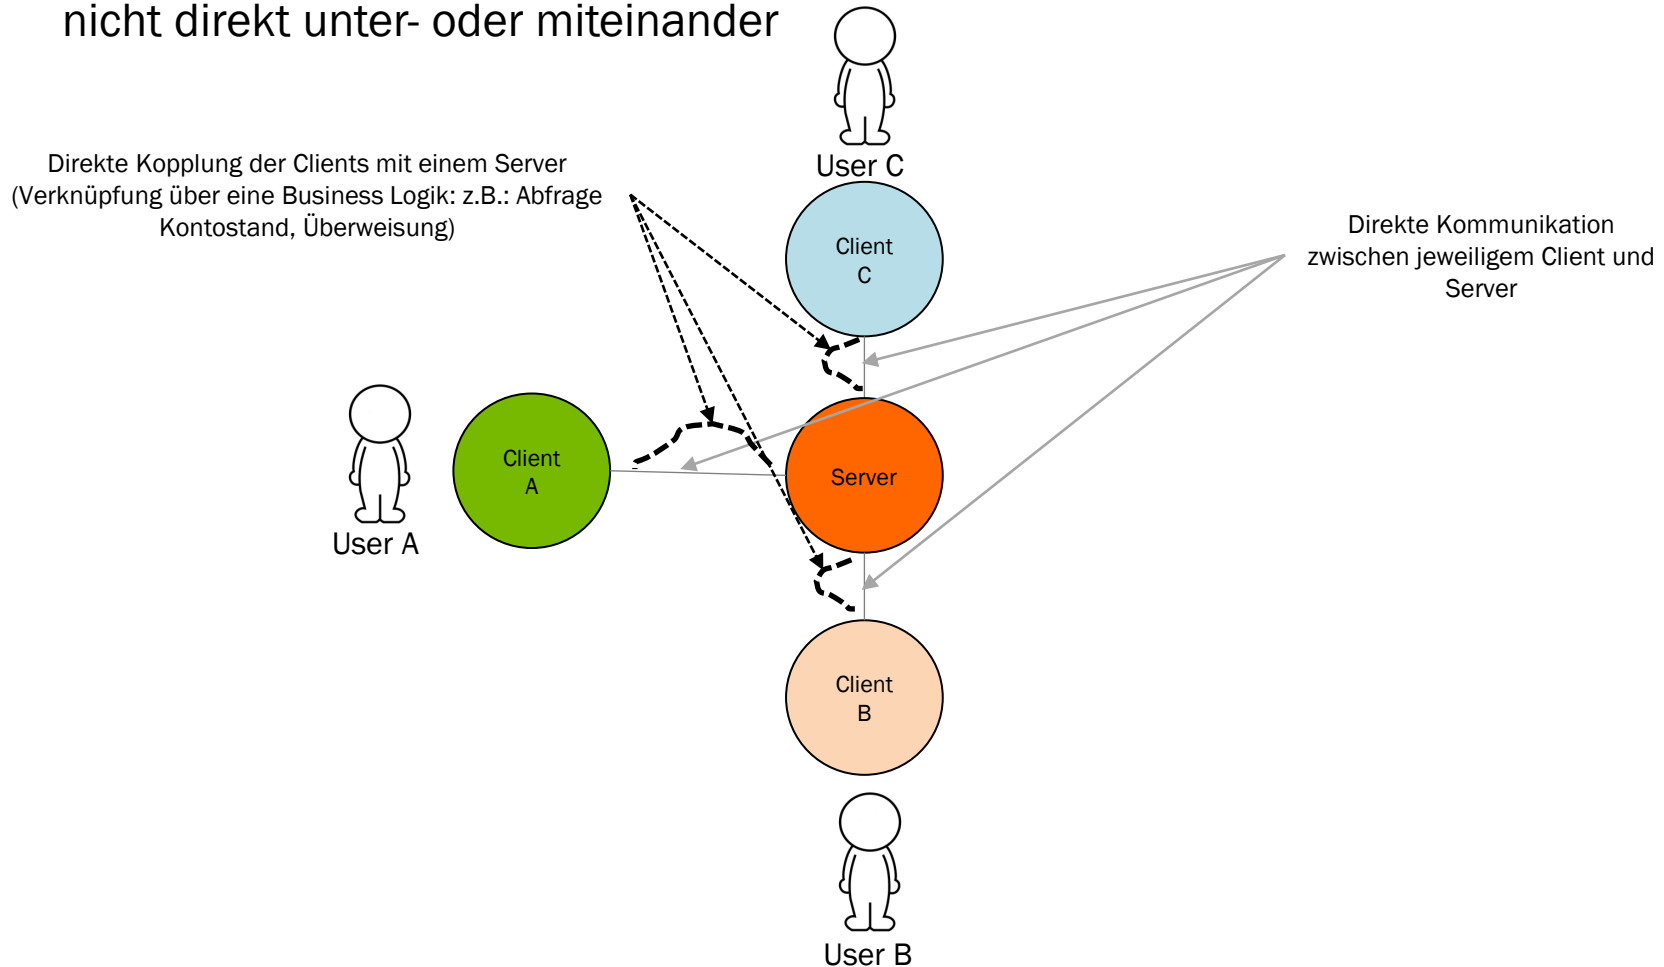 nicht direkt unter- oder miteinander
User C
Direkte Kopplung der Clients mit einem Server
(Verknüpfung über eine Business Logik: z.B.: Abfrage
Kontostand, Überweisung)
Client
C
Direkte Kommunikation
zwischen jeweiligem Client und
Server
Client
A
User A
Server
Client
B
User B